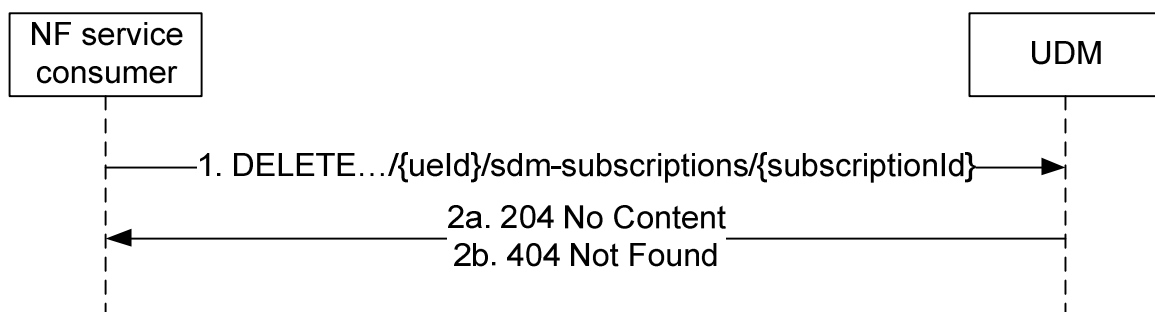 NF service
consumer
UDM
1. DELETE…/{ueId}/sdm-subscriptions/{subscriptionId}
2a. 204 No Content
2b. 404 Not Found